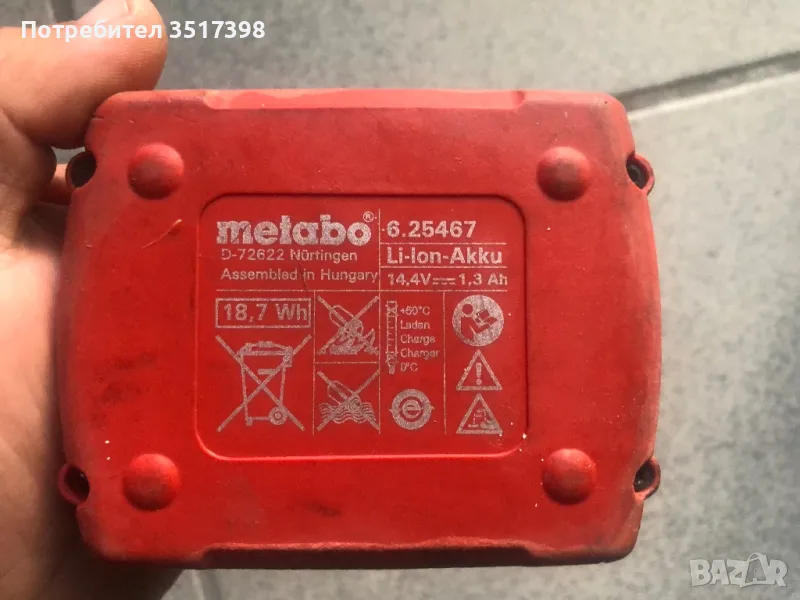 Потребител 3517398
metabo®
D-72622 Nürtingen
Assembled in Hungary
6.25467
Li-Ion-Akku
14,4V 1,3 Ah
18,7 Wh
+50°C
Laden
Charge
Charger
0°C
BAZAR